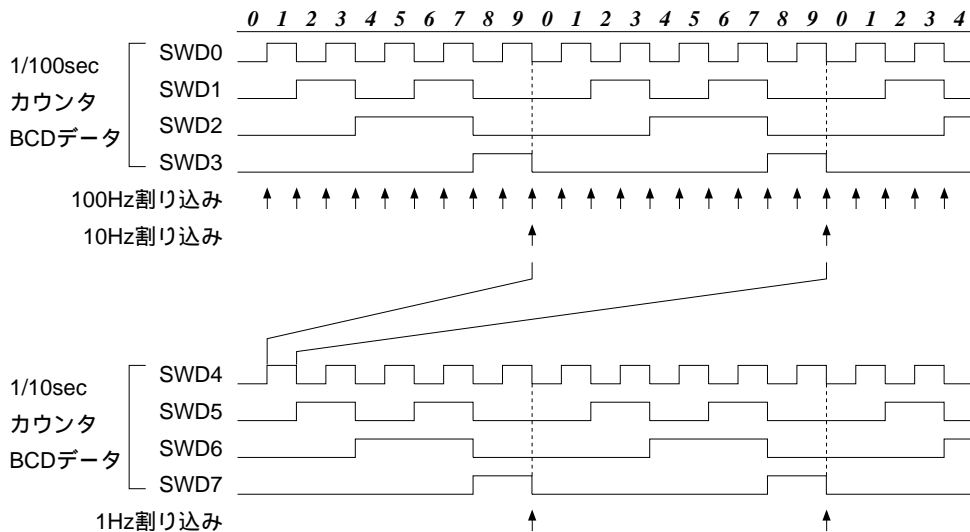 0 1 2 3 4 5 6 7 8 9 0 1 2 3 4 5 6 7 8 9 0 1 2 3 4
1/100sec
カウンタ
BCDデータ
SWD0
SWD1
SWD2
SWD3
100Hz割り込み
10Hz割り込み
1/10sec
カウンタ
BCDデータ
SWD4
SWD5
SWD6
SWD7
1Hz割り込み